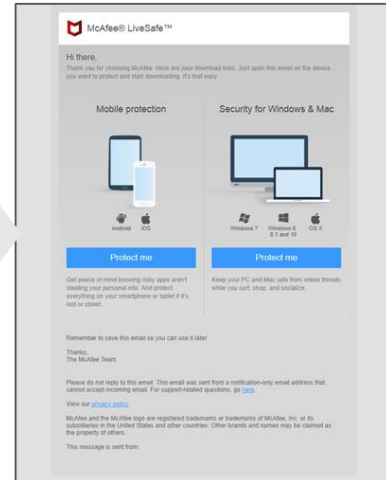 McAfee® LiveSafe™
Hi there,
Thank you for choosing McAfee. Here are your download links. Just open this email on the device
you want to protect and start downloading. It's that easy.
Mobile protection
Android
iOS
Protect me
Get peace of mind knowing risky apps aren't
stealing your personal info. And protect
everything on your smartphone or tablet if it's
lost or stolen.
Security for Windows & Mac
Windows 7
Windows 8,
8.1 and 10
OS X
Protect me
Keep your PC and Mac safe from online threats
while you surf, shop, and socialize.
Remember to save this email so you can use it later.
Thanks,
The McAfee Team
Please do not reply to this email. This email was sent from a notification-only email address that
cannot accept incoming email. For support-related questions, go here.
View our privacy policy.
McAfee and the McAfee logo are registered trademarks or trademarks of McAfee, Inc. or its
subsidiaries in the United States and other countries. Other brands and names may be claimed as
the property of others.
This message is sent from: